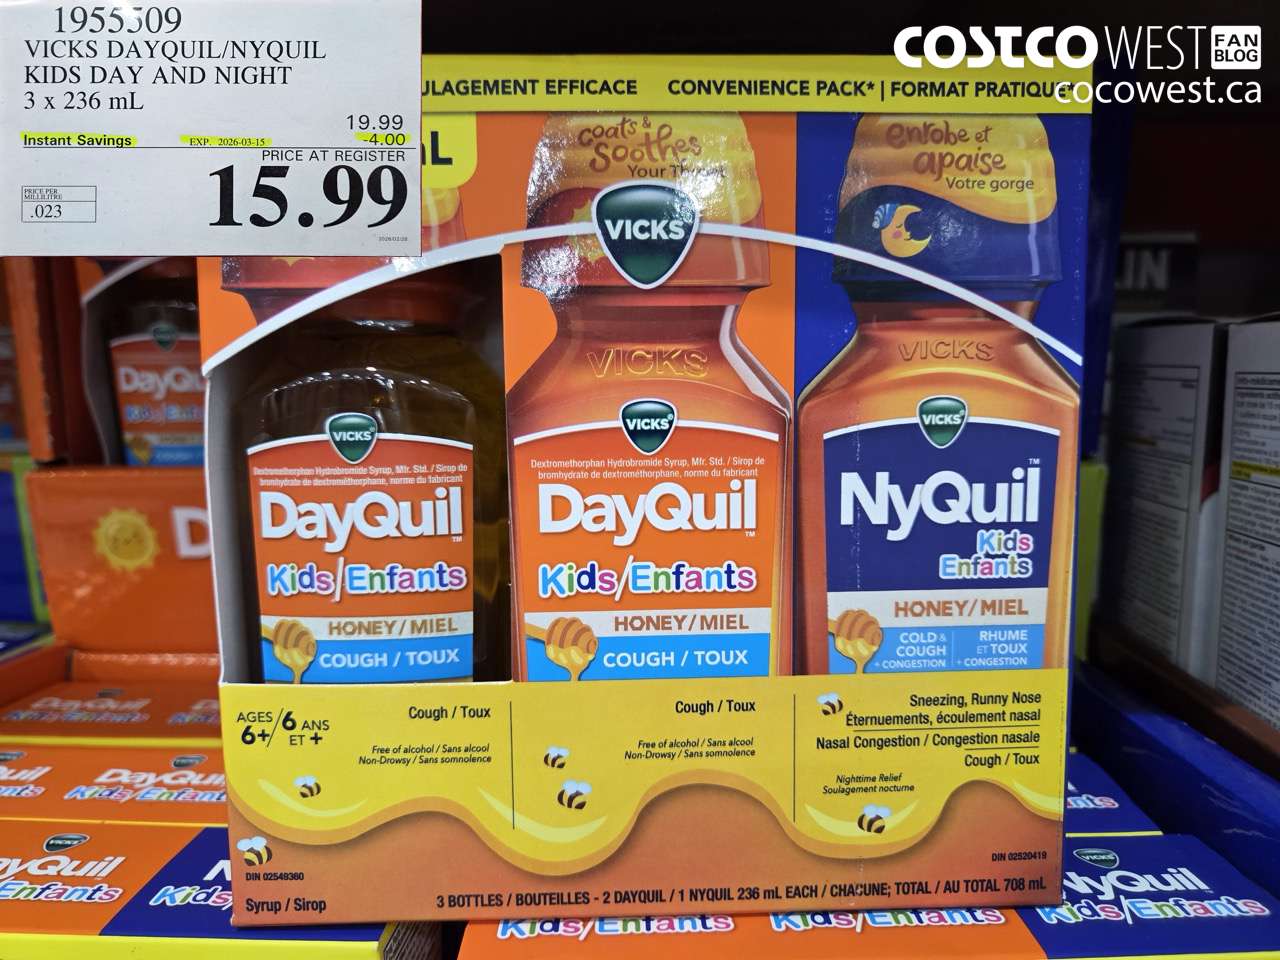 1955509
VICKS DAYQUIL/NYQUIL
KIDS DAY AND NIGHT
3 x 236 mL
19.99
Instant Savings EXP. 2026-03-15 -4.00
PRICE AT REGISTER
15.99
PRICE PER
MILLILITRE
.023
2026/02/28
COSTCO WEST FAN BLOG
cocowest.ca
ULAGEMENT EFFICACE CONVENIENCE PACK* | FORMAT PRATIQUE*
coats &
Soothes
Your Throat
enrobe et
apaise
Votre gorge
VICKS
VICKS
VICKS
VICKS
Dextromethorphan Hydrobromide Syrup, Mfr. Std. / Sirop de
bromhydrate de dextrométhorphane, norme du fabricant
DayQuil™
Kids/Enfants
HONEY/MIEL
COUGH / TOUX
VICKS
Dextromethorphan Hydrobromide Syrup, Mfr. Std. / Sirop de
bromhydrate de dextrométhorphane, norme du fabricant
DayQuil™
Kids/Enfants
HONEY/MIEL
COUGH / TOUX
VICKS
NyQuil™
Kids
Enfants
HONEY/MIEL
COLD &
COUGH
+ CONGESTION
RHUME
ET TOUX
+ CONGESTION
AGES 6+/6 ANS ET +
Cough / Toux
Free of alcohol / Sans alcool
Non-Drowsy / Sans somnolence
Cough / Toux
Free of alcohol / Sans alcool
Non-Drowsy / Sans somnolence
Sneezing, Runny Nose
Éternuements, écoulement nasal
Nasal Congestion / Congestion nasale
Cough / Toux
Nighttime Relief
Soulagement nocturne
DIN 02549360
DIN 02520419
Syrup / Sirop
3 BOTTLES / BOUTEILLES - 2 DAYQUIL / 1 NYQUIL 236 mL EACH / CHACUNE; TOTAL / AU TOTAL 708 mL
DayQuil
Kids/Enfants
VICKS
NyQuil
Kids/Enfants
Kids/Enfants
Kids/Enfants